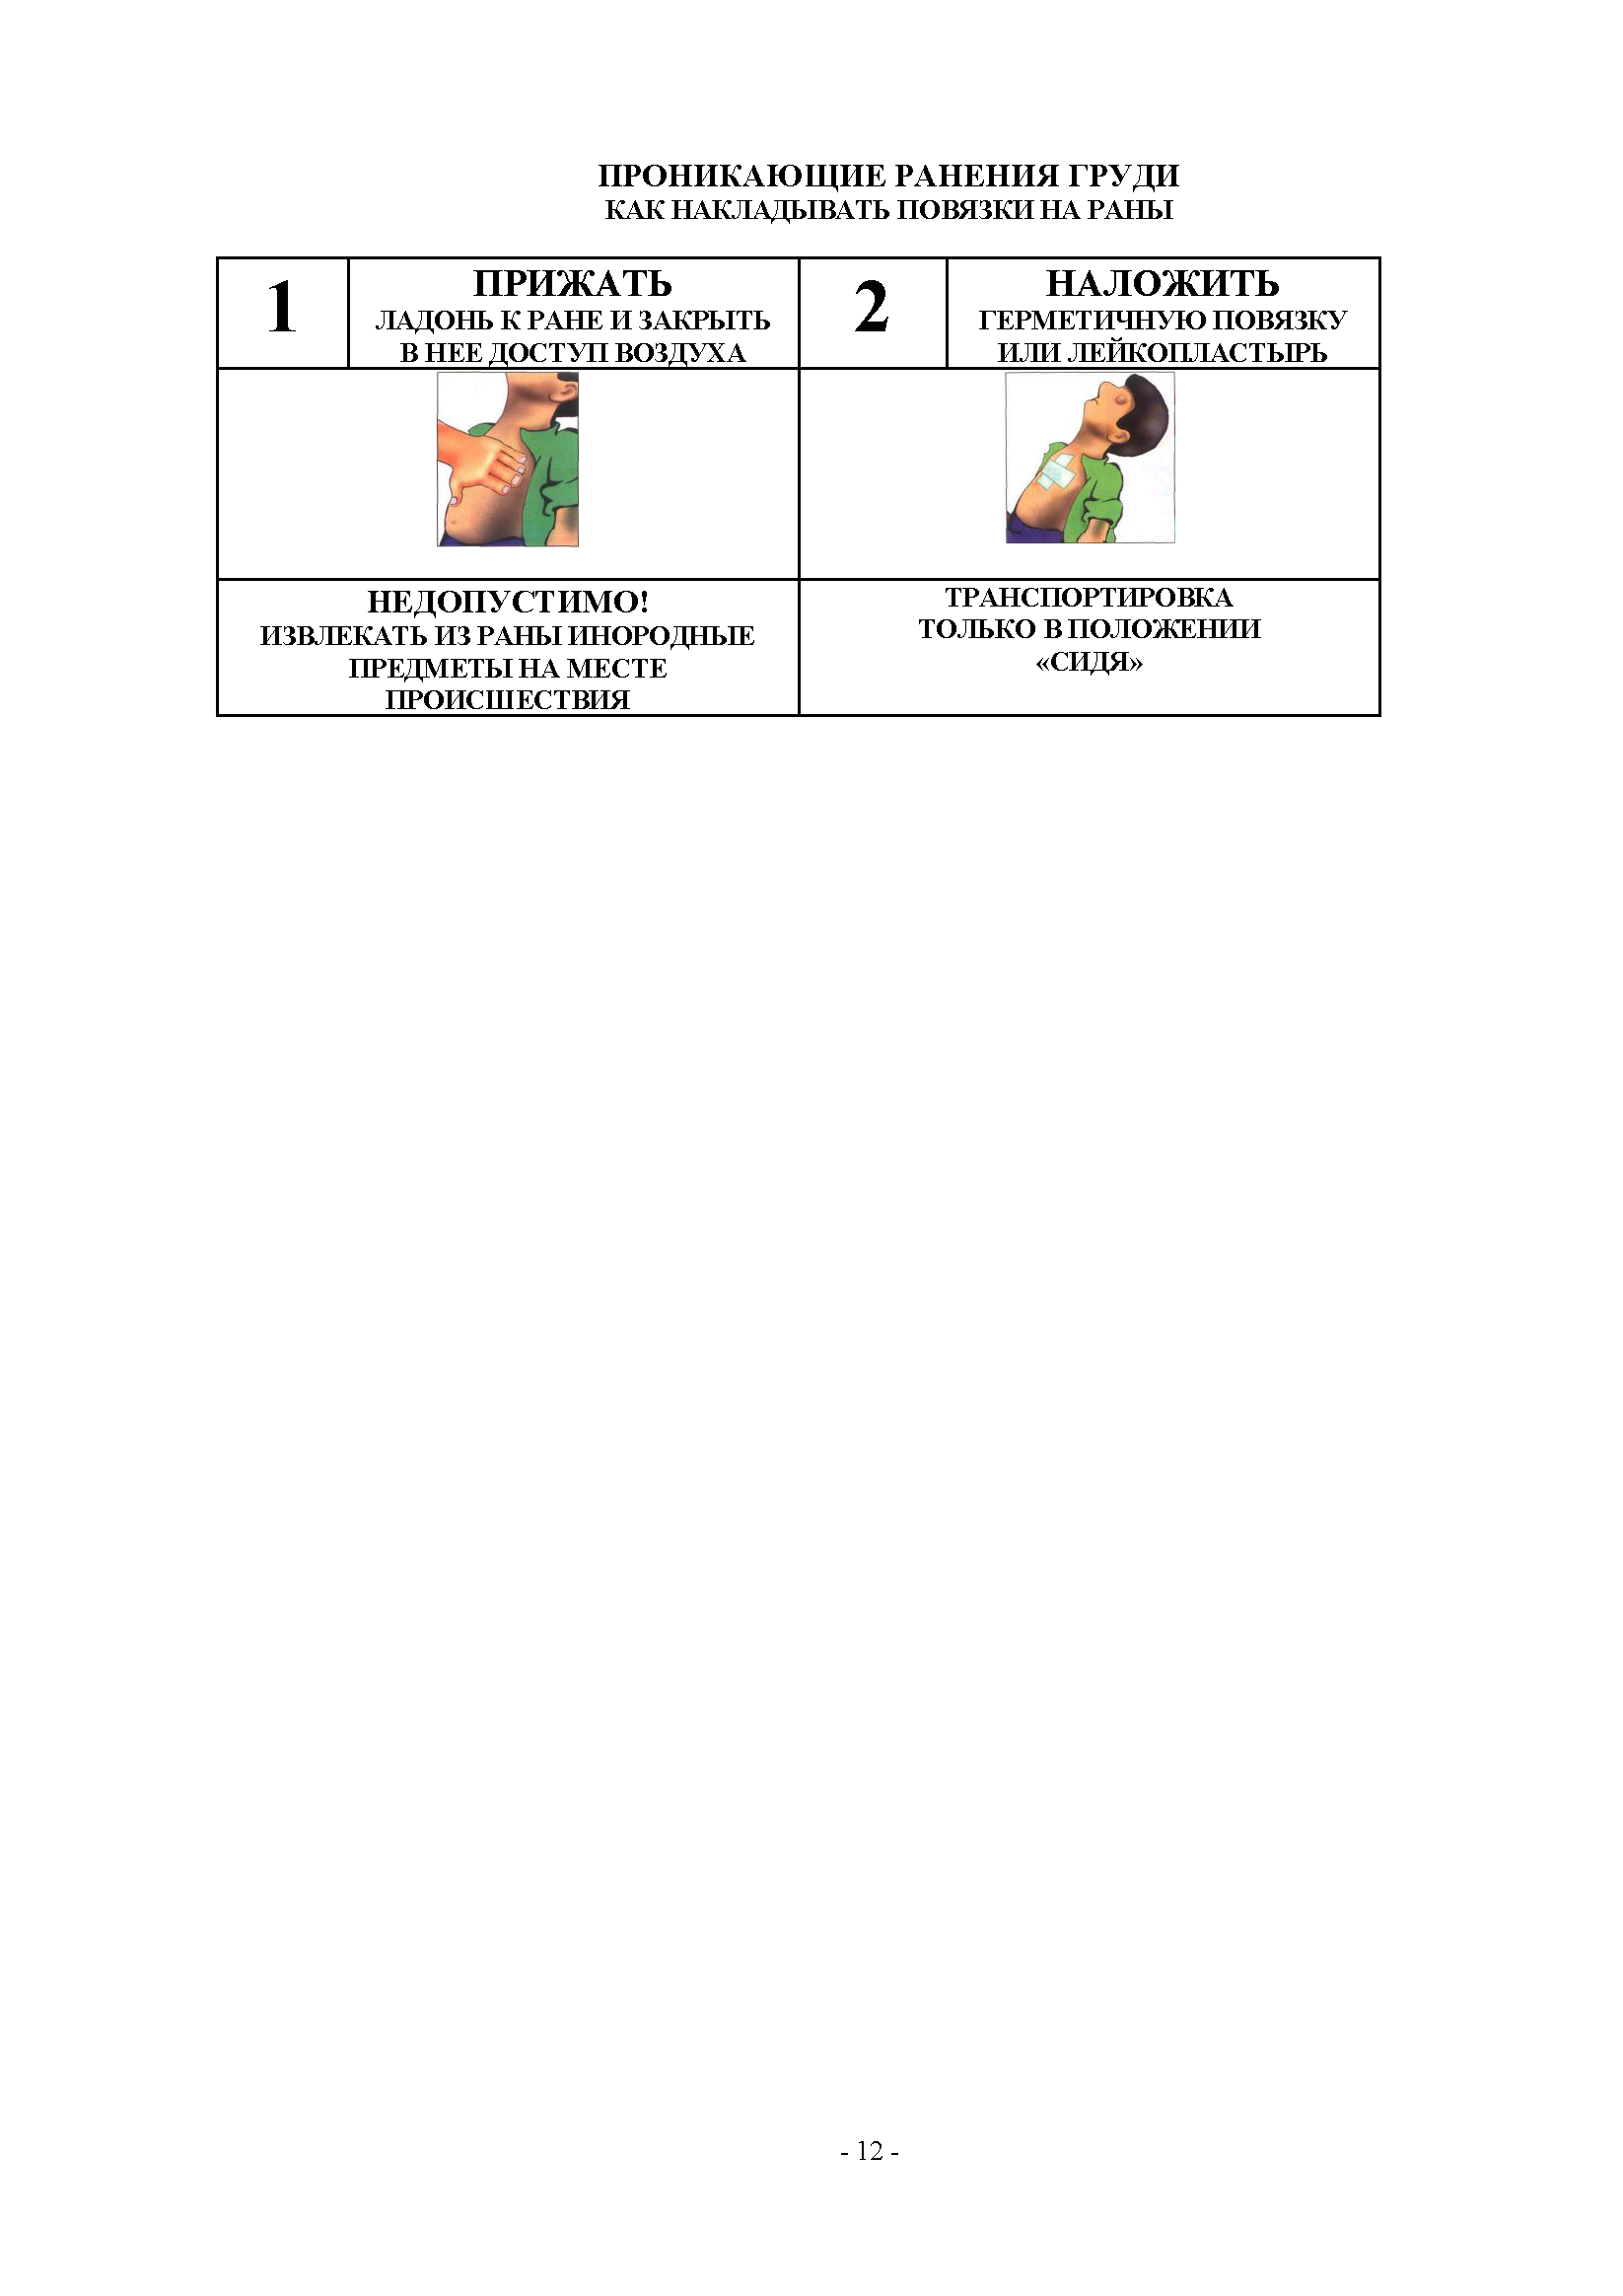 ПРОНИКАЮЩИЕ РАНЕНИЯ ГРУДИ
КАК НАКЛАДЫВАТЬ ПОВЯЗКИ НА РАНЫ
1
ПРИЖАТЬ
ЛАДОНЬ К РАНЕ И ЗАКРЫТЬ
В НЕЕ ДОСТУП ВОЗДУХА
2
НАЛОЖИТЬ
ГЕРМЕТИЧНУЮ ПОВЯЗКУ
ИЛИ ЛЕЙКОПЛАСТЫРЬ
НЕДОПУСТИМО!
ИЗВЛЕКАТЬ ИЗ РАНЫ ИНОРОДНЫЕ
ПРЕДМЕТЫ НА МЕСТЕ
ПРОИСШЕСТВИЯ
ТРАНСПОРТИРОВКА
ТОЛЬКО В ПОЛОЖЕНИИ
«СИДЯ»
- 12 -